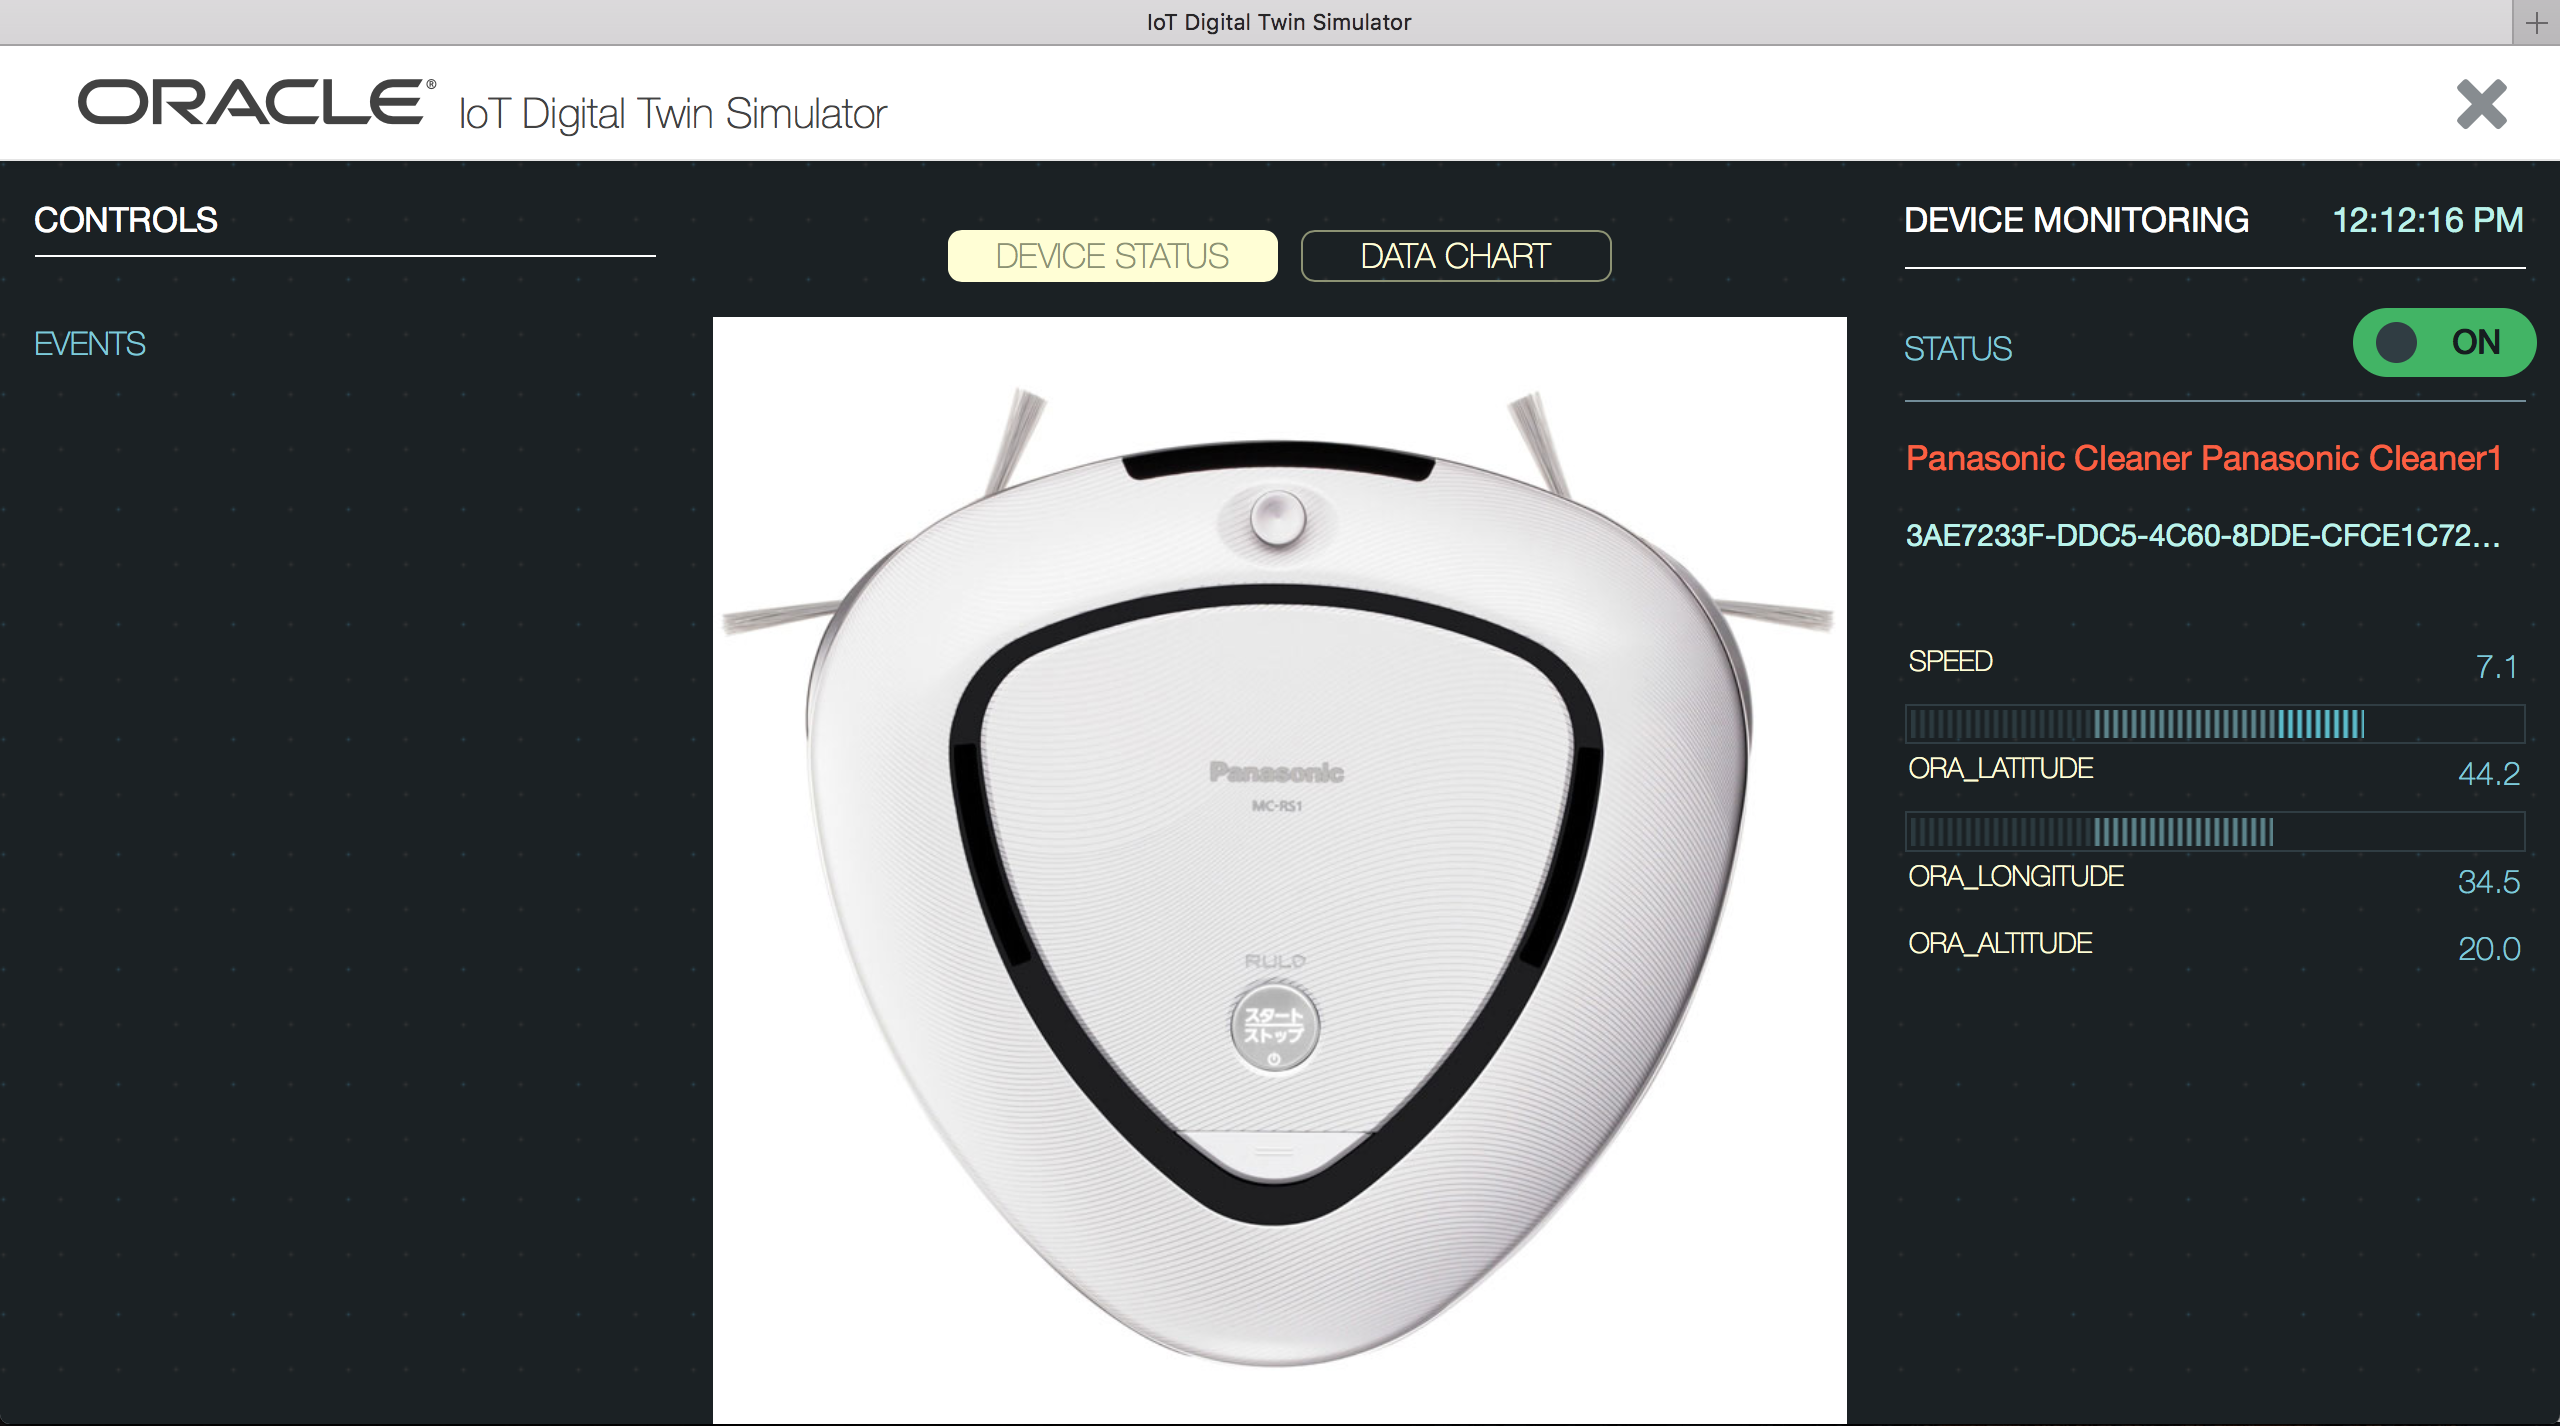 IoT Digital Twin Simulator
ORACLE® IoT Digital Twin Simulator
CONTROLS
EVENTS
DEVICE STATUS
DATA CHART
Panasonic
MC-RS1
RULO
スタート
ストップ
DEVICE MONITORING 12:12:16 PM
STATUS ON
Panasonic Cleaner Panasonic Cleaner1
3AE7233F-DDC5-4C60-8DDE-CFCE1C72...
SPEED 7.1
ORA_LATITUDE 44.2
ORA_LONGITUDE 34.5
ORA_ALTITUDE 20.0